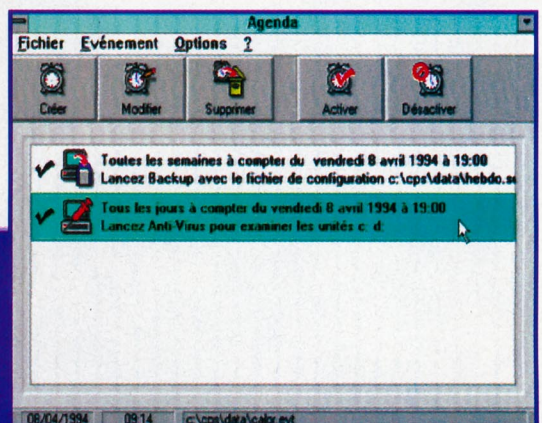 Agenda
Fichier Evénement Options ?
Créer Modifier Supprimer Activer Désactiver
Toutes les semaines à compter du vendredi 8 avril 1994 à 19:00
Lancez Backup avec le fichier de configuration c:\cps\data\hebdo.s
Tous les jours à compter du vendredi 8 avril 1994 à 19:00
Lancez Anti-Virus pour examiner les unités c: d:
08/04/1994 09:14 c:\cps\data\calnr.evt